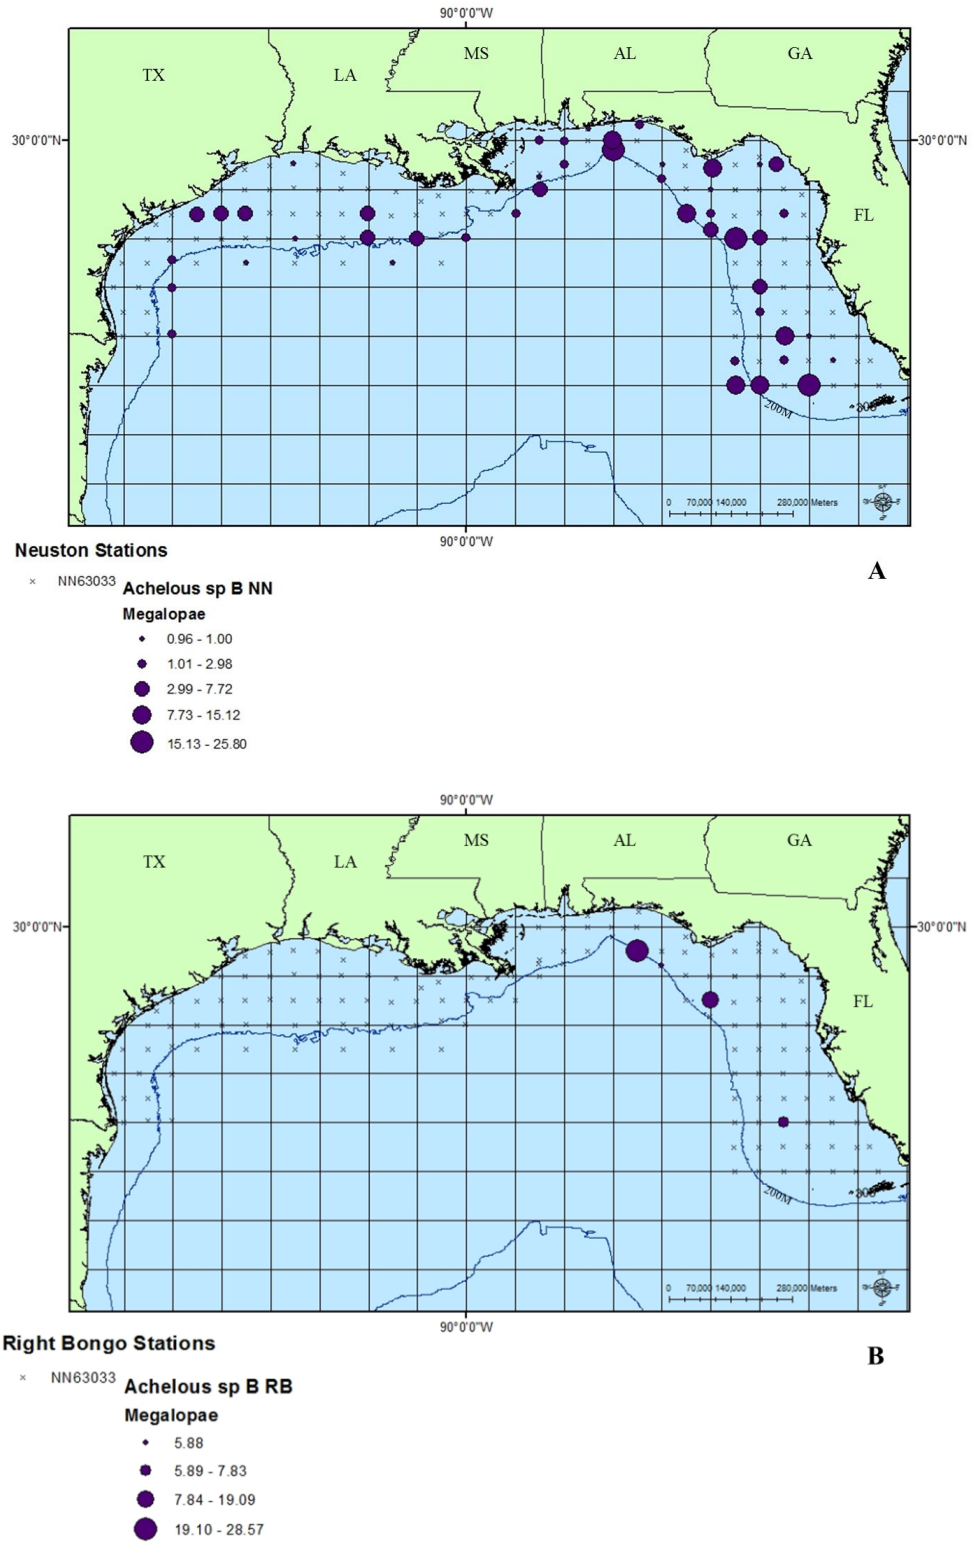 90°0'0"W
TX
LA
MS
AL
GA
30°0'0"N
30°0'0"N
FL
200M
0 70,000 140,000 280,000 Meters
90°0'0"W
Neuston Stations
× NN63033
A
Achelous sp B NN
Megalopae
0.96 - 1.00
1.01 - 2.98
2.99 - 7.72
7.73 - 15.12
15.13 - 25.80
90°0'0"W
TX
LA
MS
AL
GA
30°0'0"N
30°0'0"N
FL
200M
0 70,000 140,000 280,000 Meters
90°0'0"W
Right Bongo Stations
B
× NN63033
Achelous sp B RB
Megalopae
5.88
5.89 - 7.83
7.84 - 19.09
19.10 - 28.57